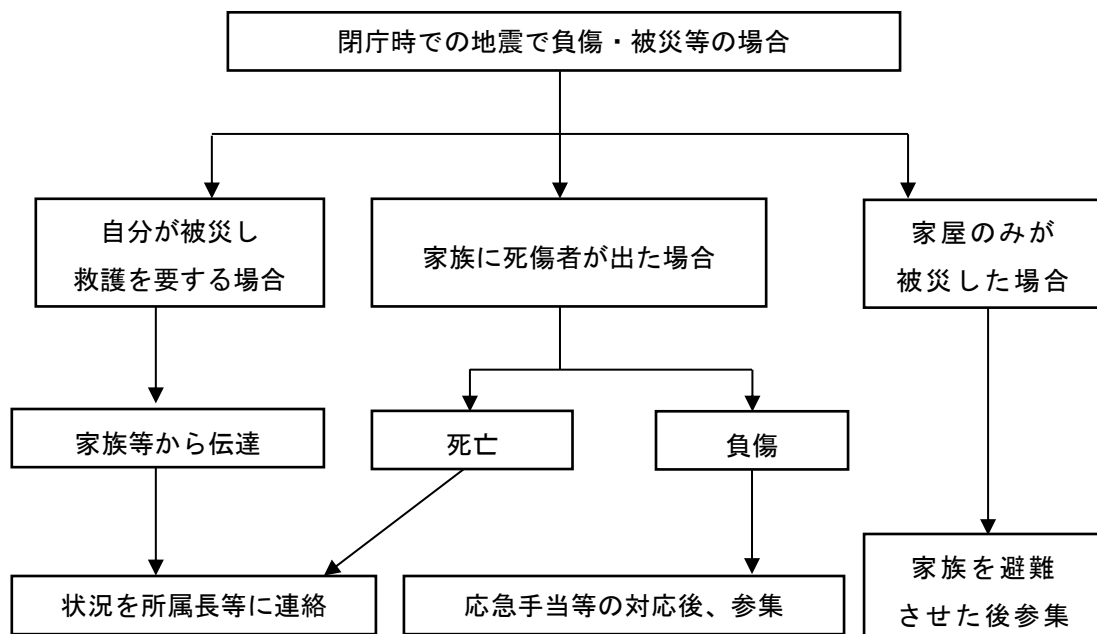 閉庁時での地震で負傷・被災等の場合
自分が被災し
救護を要する場合
家族に死傷者が出た場合
家屋のみが
被災した場合
家族等から伝達
死亡
負傷
状況を所属長等に連絡
応急手当等の対応後、参集
家族を避難
させた後参集